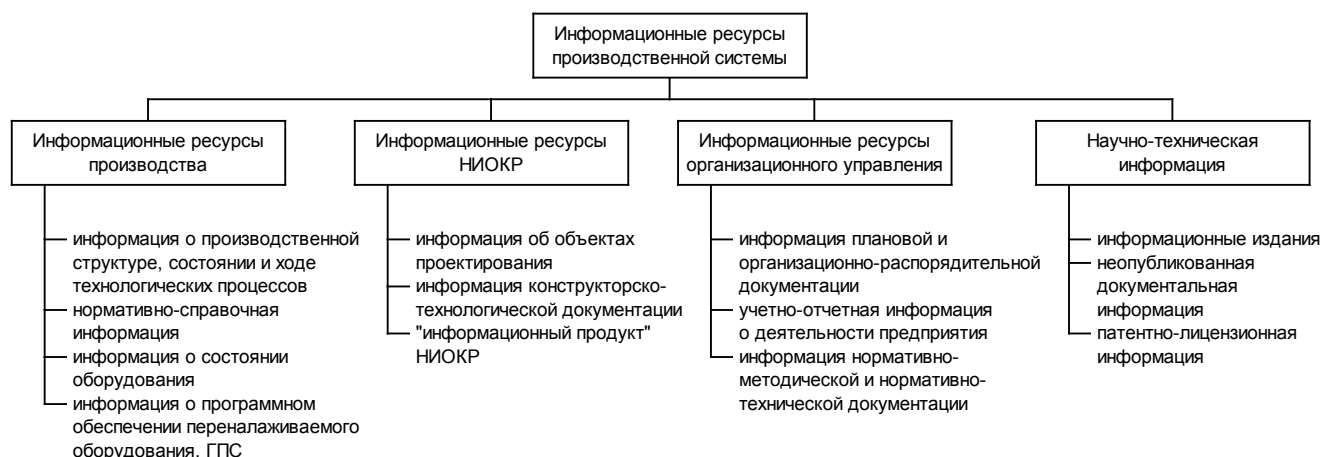 Информационные ресурсы
производственной системы
Информационные ресурсы
производства
Информационные ресурсы
НИОКР
Информационные ресурсы
организационного управления
Научно-техническая
информация
информация о производственной
структуре, состоянии и ходе
технологических процессов
нормативно-справочная
информация
информация о состоянии
оборудования
информация о программном
обеспечении переналаживаемого
оборудования, ГПС
информация об объектах
проектирования
информация конструкторско-
технологической документации
"информационный продукт"
НИОКР
информация плановой и
организационно-распорядительной
документации
учетно-отчетная информация
о деятельности предприятия
информация нормативно-
методической и нормативно-
технической документации
информационные издания
неопубликованная
документальная
информация
патентно-лицензионная
информация